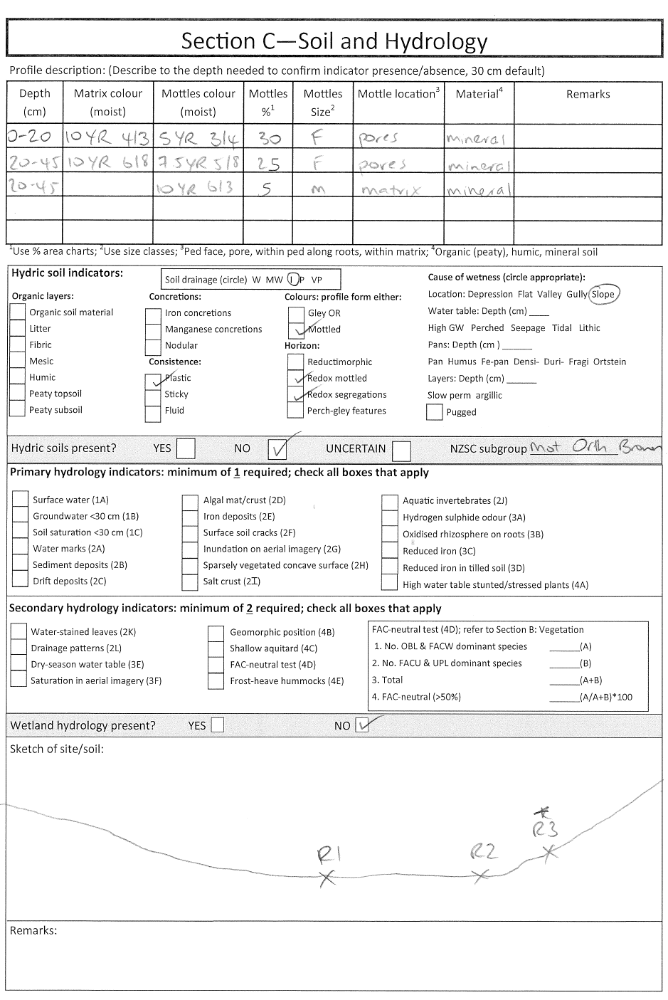 Section C—Soil and Hydrology
Profile description: (Describe to the depth needed to confirm indicator presence/absence, 30 cm default)
Depth (cm) Matrix colour (moist) Mottles colour (moist) Mottles %1 Mottles Size2 Mottle location3 Material4 Remarks
0-20 10YR 4/3 5YR 3/4 30 F pores mineral
20-45 10YR 6/8 7.5YR 5/8 25 F pores mineral
20-45 10YR 6/3 5 m matrix mineral
1Use % area charts; 2Use size classes; 3Ped face, pore, within ped along roots, within matrix; 4Organic (peaty), humic, mineral soil
Hydric soil indicators:
Soil drainage (circle) W MW I P VP
Organic layers:
Organic soil material
Litter
Fibric
Mesic
Humic
Peaty topsoil
Peaty subsoil
Concretions:
Iron concretions
Manganese concretions
Nodular
Consistence:
Plastic
Sticky
Fluid
Colours: profile form either:
Gley OR
Mottled
Horizon:
Reductimorphic
Redox mottled
Redox segregations
Perch-gley features
Cause of wetness (circle appropriate):
Location: Depression Flat Valley Gully Slope
Water table: Depth (cm) ____
High GW Perched Seepage Tidal Lithic
Pans: Depth (cm ) ______
Pan Humus Fe-pan Densi- Duri- Fragi Ortstein
Layers: Depth (cm) ______
Slow perm argillic
Pugged
Hydric soils present? YES NO UNCERTAIN NZSC subgroup Mot Orth Brown
Primary hydrology indicators: minimum of 1 required; check all boxes that apply
Surface water (1A)
Groundwater <30 cm (1B)
Soil saturation <30 cm (1C)
Water marks (2A)
Sediment deposits (2B)
Drift deposits (2C)
Algal mat/crust (2D)
Iron deposits (2E)
Surface soil cracks (2F)
Inundation on aerial imagery (2G)
Sparsely vegetated concave surface (2H)
Salt crust (2I)
Aquatic invertebrates (2J)
Hydrogen sulphide odour (3A)
Oxidised rhizosphere on roots (3B)
Reduced iron (3C)
Reduced iron in tilled soil (3D)
High water table stunted/stressed plants (4A)
Secondary hydrology indicators: minimum of 2 required; check all boxes that apply
Water-stained leaves (2K)
Drainage patterns (2L)
Dry-season water table (3E)
Saturation in aerial imagery (3F)
Geomorphic position (4B)
Shallow aquitard (4C)
FAC-neutral test (4D)
Frost-heave hummocks (4E)
FAC-neutral test (4D); refer to Section B: Vegetation
1. No. OBL & FACW dominant species ______(A)
2. No. FACU & UPL dominant species ______(B)
3. Total ______(A+B)
4. FAC-neutral (>50%) ______(A/A+B)*100
Wetland hydrology present? YES NO
Sketch of site/soil:
R1
R2
R3
Remarks: